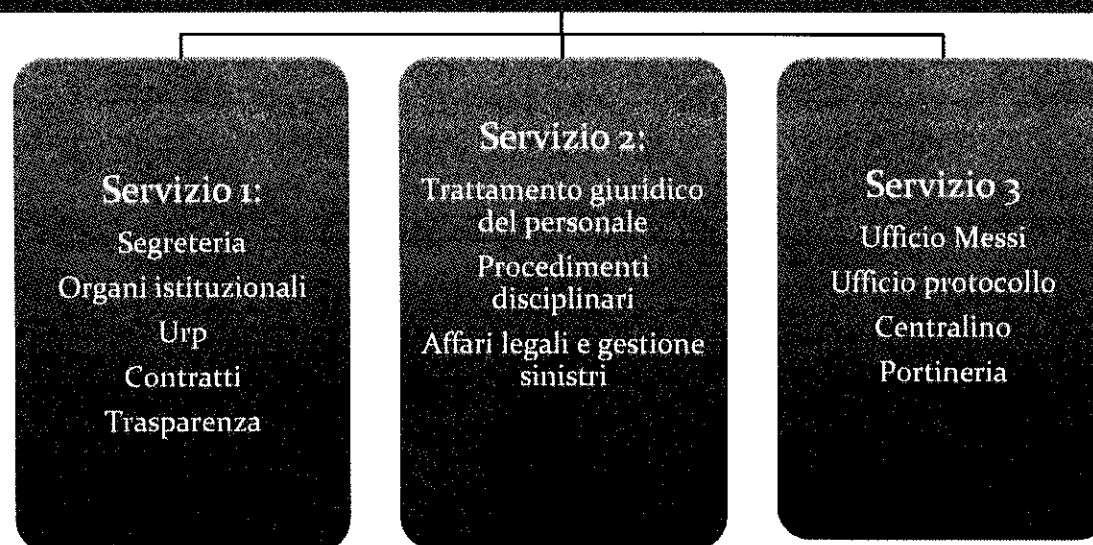 Servizio 1:
Segreteria
Organi istituzionali
Urp
Contratti
Trasparenza
Servizio 2:
Trattamento giuridico
del personale
Procedimenti
disciplinari
Affari legali e gestione
sinistri
Servizio 3
Ufficio Messi
Ufficio protocollo
Centralino
Portineria